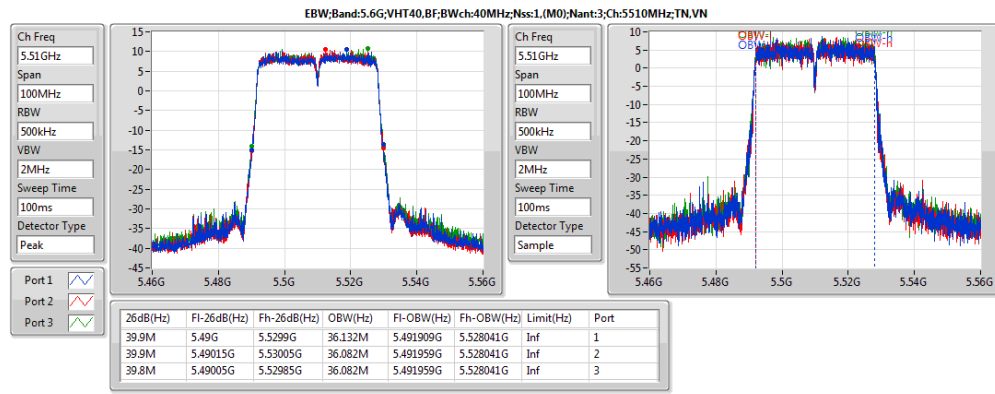 EBW;Band:5.6G;VHT40,BF;BWch:40MHz;Nss:1,(M0);Nant:3;Ch:5510MHz;TN,VN
Ch Freq
5.51GHz
Span
100MHz
RBW
500kHz
VBW
2MHz
Sweep Time
100ms
Detector Type
Peak
Port 1
Port 2
Port 3
15
10
5
0
-5
-10
-15
-20
-25
-30
-35
-40
-45
5.46G 5.48G 5.5G 5.52G 5.54G 5.56G
Ch Freq
5.51GHz
Span
100MHz
RBW
500kHz
VBW
2MHz
Sweep Time
100ms
Detector Type
Sample
10
5
0
-5
-10
-15
-20
-25
-30
-35
-40
-45
-50
-55
5.46G 5.48G 5.5G 5.52G 5.54G 5.56G
26dB(Hz) Fl-26dB(Hz) Fh-26dB(Hz) OBW(Hz) Fl-OBW(Hz) Fh-OBW(Hz) Limit(Hz) Port
39.9M 5.49G 5.5299G 36.132M 5.491909G 5.528041G Inf 1
39.9M 5.49015G 5.53005G 36.082M 5.491959G 5.528041G Inf 2
39.8M 5.49005G 5.52985G 36.082M 5.491959G 5.528041G Inf 3